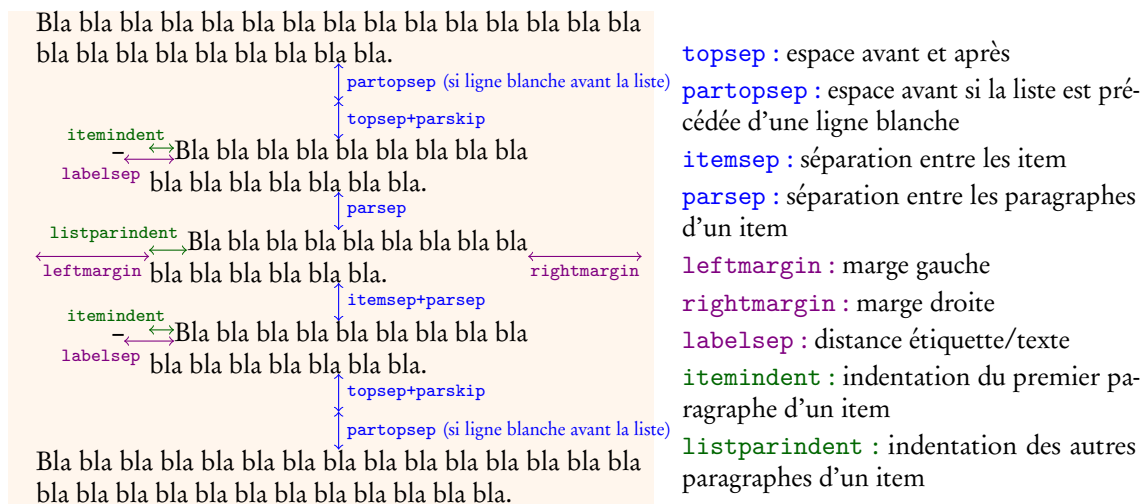 Bla bla bla bla bla bla bla bla bla bla bla bla bla bla
bla bla bla bla bla bla bla bla bla.
partopsep (si ligne blanche avant la liste)
topsep+parskip
itemindent
– Bla bla bla bla bla bla bla bla bla
labelsep
bla bla bla bla bla bla bla.
parsep
listparindent
Bla bla bla bla bla bla bla bla bla
leftmargin
bla bla bla bla bla bla.
rightmargin
itemsep+parsep
itemindent
– Bla bla bla bla bla bla bla bla bla
labelsep
bla bla bla bla bla bla bla.
topsep+parskip
partopsep (si ligne blanche avant la liste)
Bla bla bla bla bla bla bla bla bla bla bla bla bla bla
bla bla bla bla bla bla bla bla bla bla bla bla.
topsep : espace avant et après
partopsep : espace avant si la liste est pré-
cédée d'une ligne blanche
itemsep : séparation entre les item
parsep : séparation entre les paragraphes
d'un item
leftmargin : marge gauche
rightmargin : marge droite
labelsep : distance étiquette/texte
itemindent : indentation du premier pa-
ragraphe d'un item
listparindent : indentation des autres
paragraphes d'un item